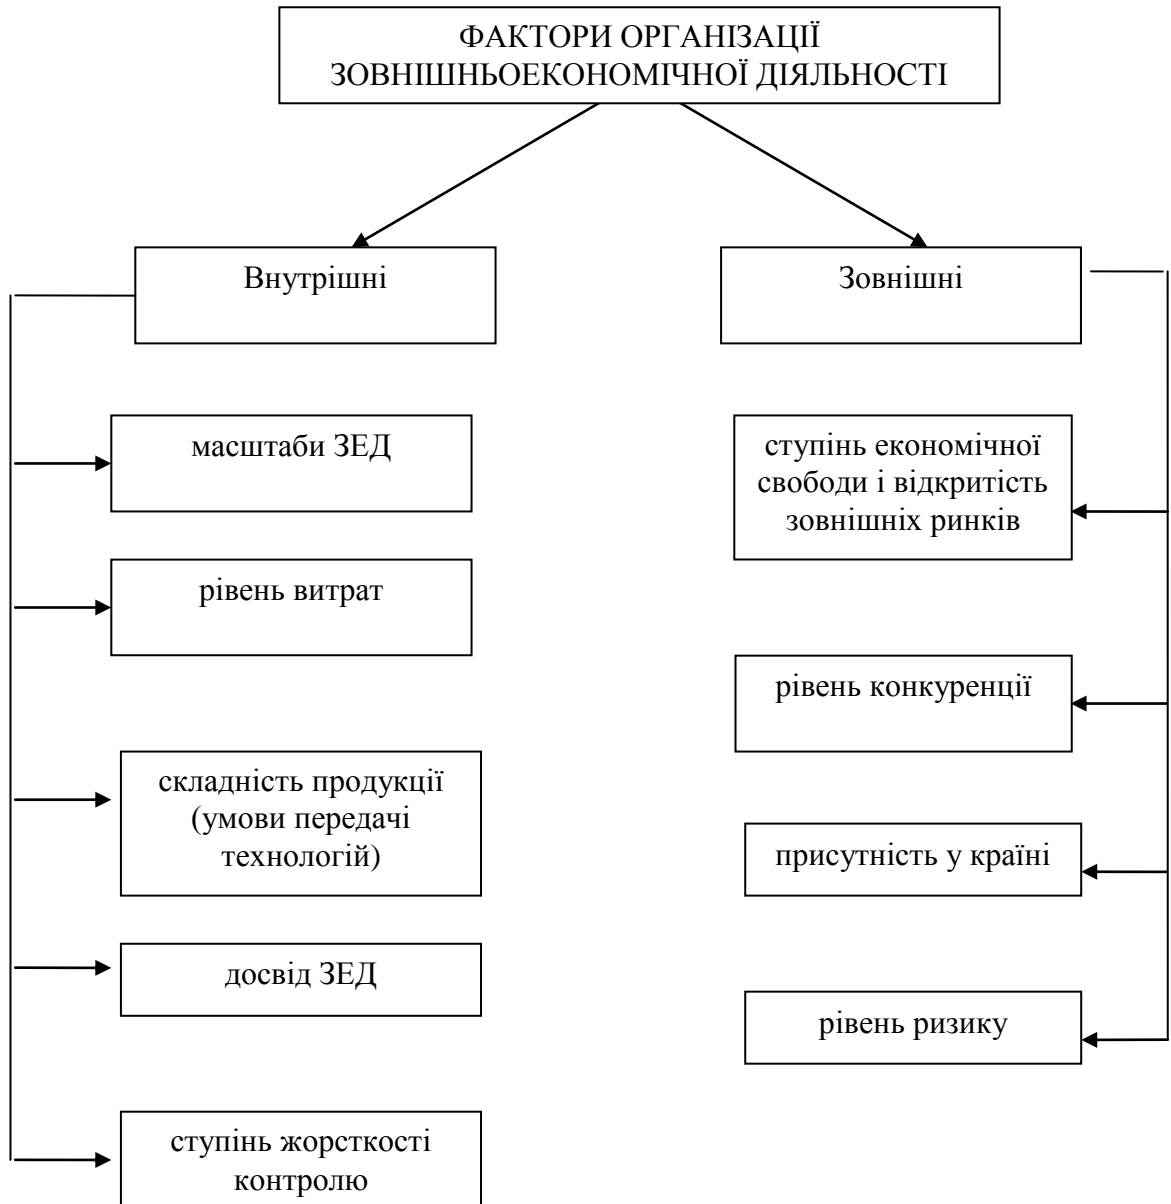 ФАКТОРИ ОРГАНІЗАЦІЇ
ЗОВНІШНЬОЕКОНОМІЧНОЇ ДІЯЛЬНОСТІ
Внутрішні
масштаби ЗЕД
рівень витрат
складність продукції
(умови передачі
технологій)
досвід ЗЕД
ступінь жорсткості
контролю
Зовнішні
ступінь економічної
свободи і відкритість
зовнішніх ринків
рівень конкуренції
присутність у країні
рівень ризику